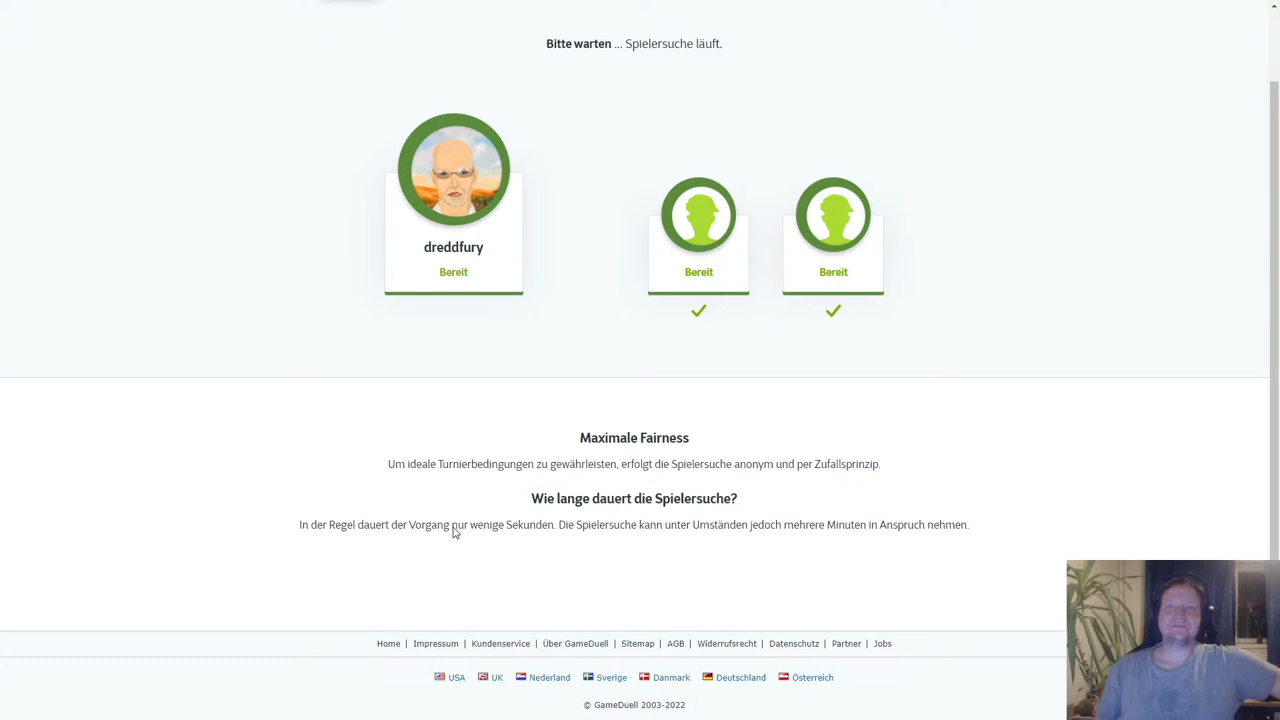 Bitte warten ... Spielersuche läuft.
dreddfury
Bereit
Bereit
Bereit
Maximale Fairness
Um ideale Turnierbedingungen zu gewährleisten, erfolgt die Spielersuche anonym und per Zufallsprinzip.
Wie lange dauert die Spielersuche?
In der Regel dauert der Vorgang nur wenige Sekunden. Die Spielersuche kann unter Umständen jedoch mehrere Minuten in Anspruch nehmen.
Home | Impressum | Kundenservice | Über GameDuell | Sitemap | AGB | Widerrufsrecht | Datenschutz | Partner | Jobs
USA UK Nederland Sverige Danmark Deutschland Österreich
© GameDuell 2003-2022